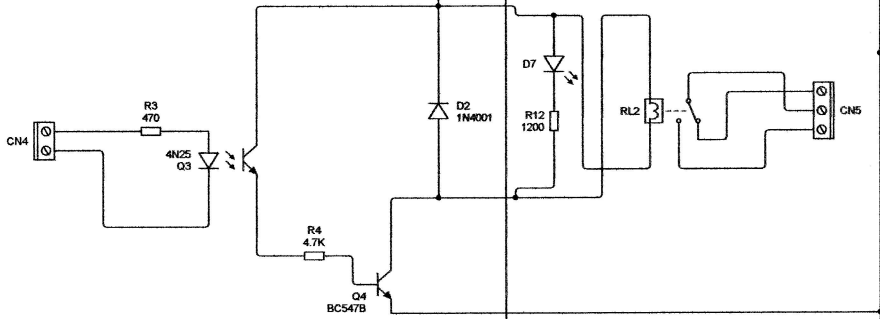 D7
D2
1N4001
R3
470
R12
1200
RL2
CN5
CN4
4N25
Q3
R4
4.7K
Q4
BC547B